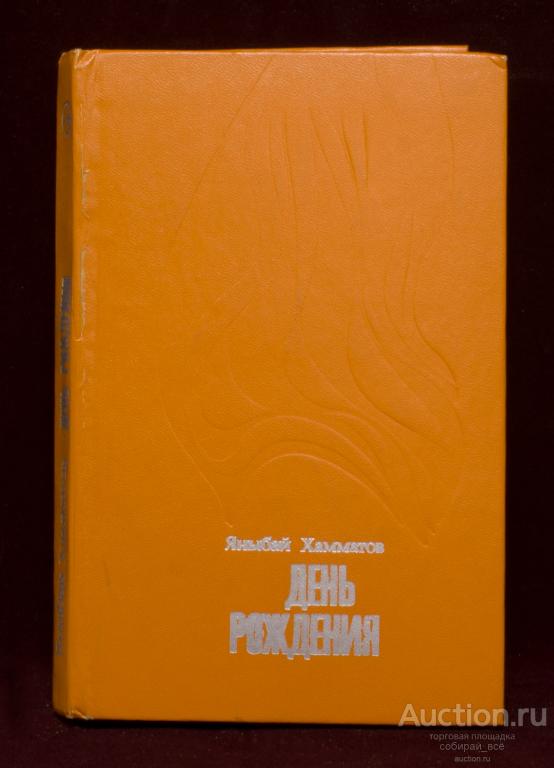 Яныбай Хамматов
ДЕНЬ
РОЖДЕНИЯ
Auction.ru
торговая площадка
собирай_всё
auction.ru